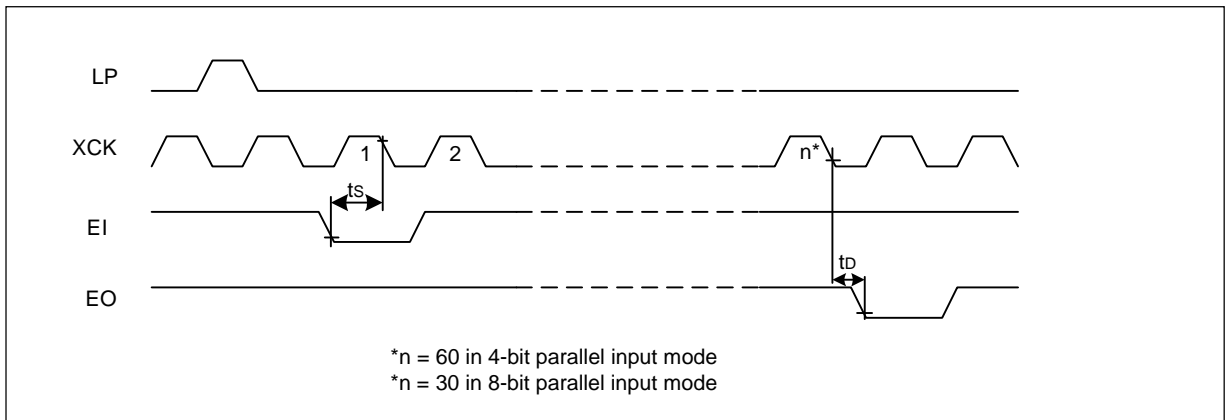 LP
XCK
1
2
n*
ts
EI
tD
EO
*n = 60 in 4-bit parallel input mode
*n = 30 in 8-bit parallel input mode